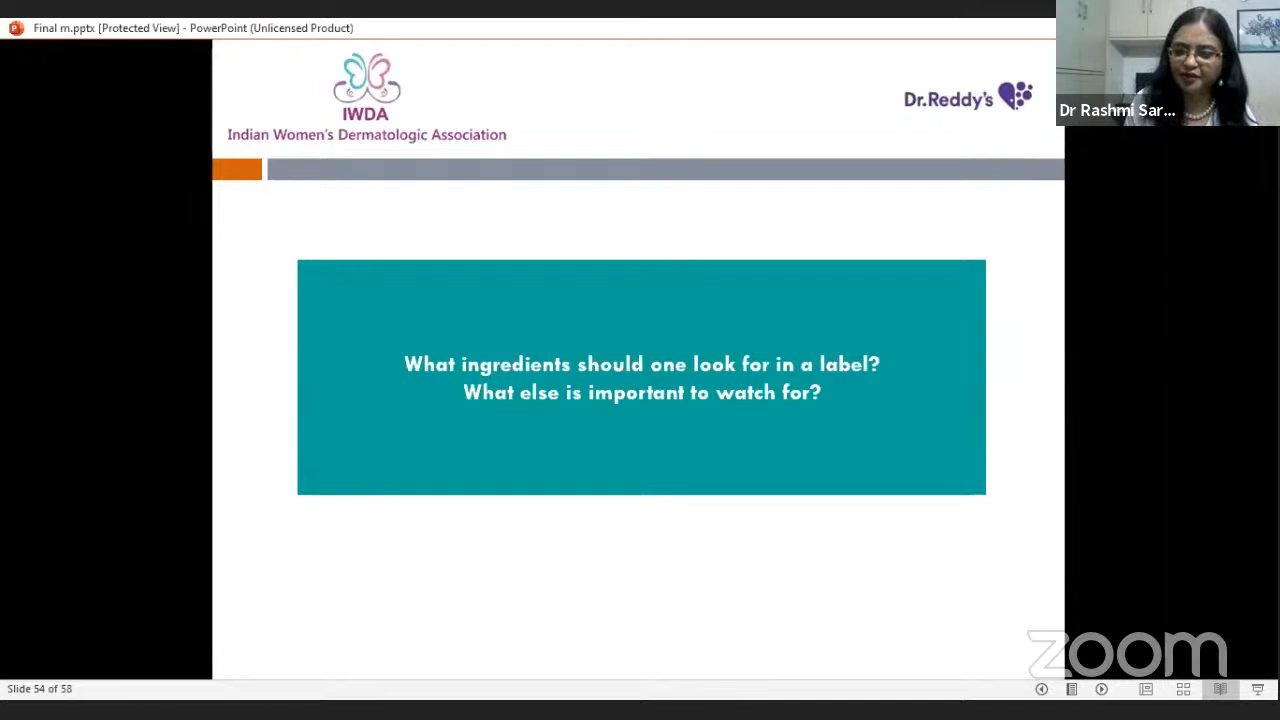 Final m.pptx [Protected View] - PowerPoint (Unlicensed Product)
IWDA
Indian Women's Dermatologic Association
Dr.Reddy's
Dr Rashmi Sar...
What ingredients should one look for in a label?
What else is important to watch for?
zoom
Slide 54 of 58